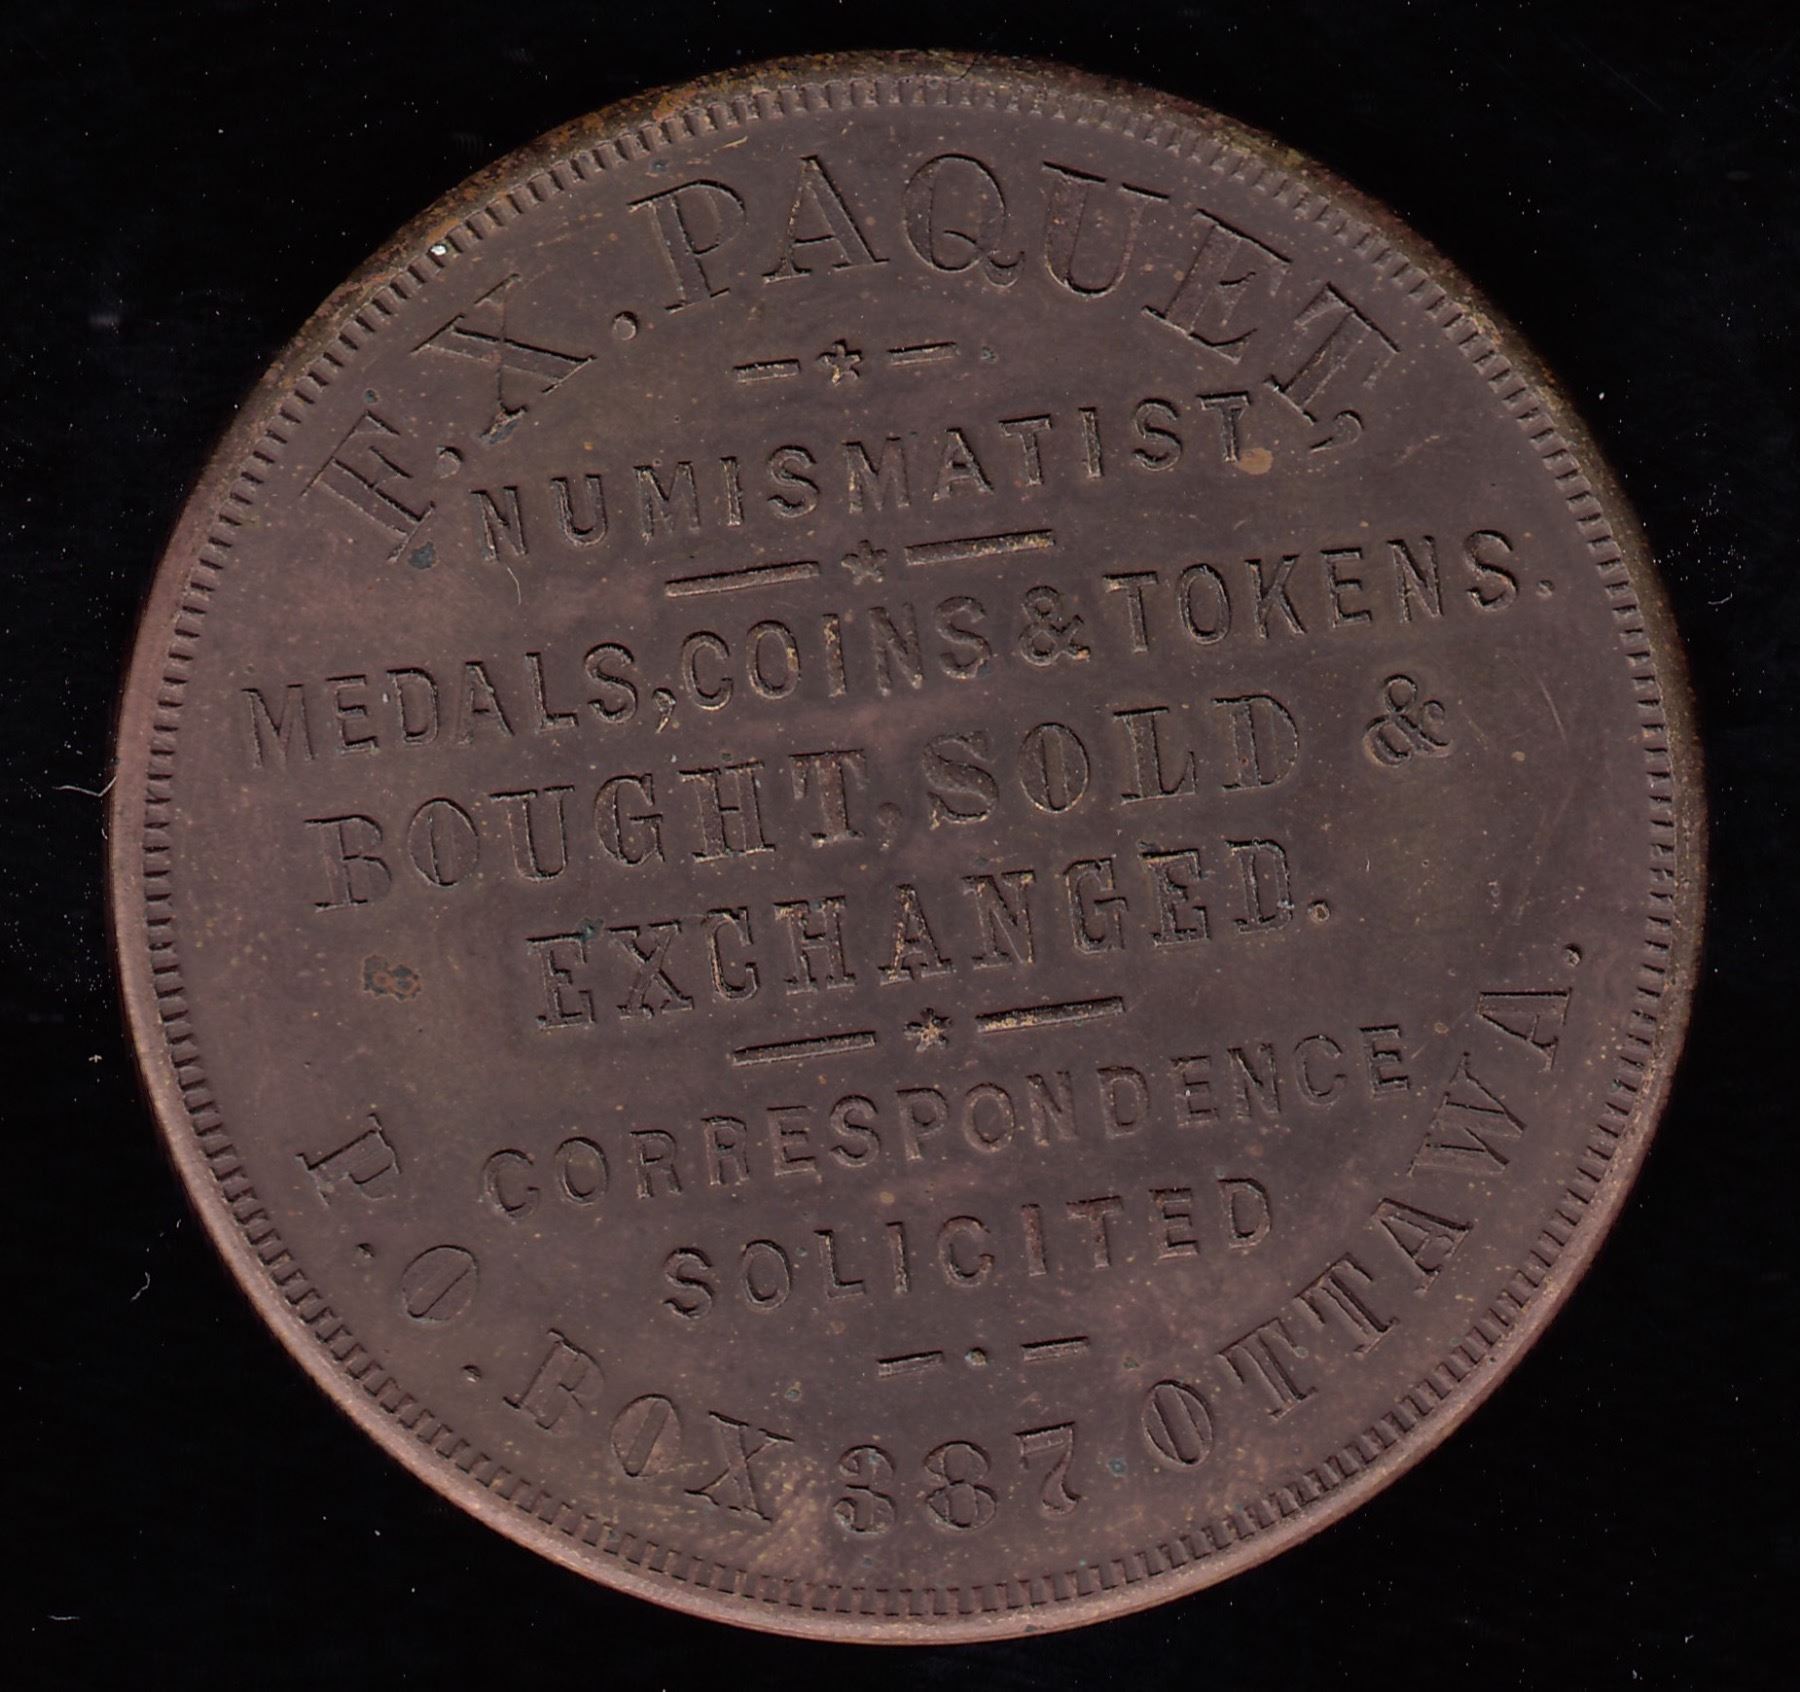 F.X. PAQUET,
NUMISMATIST
MEDALS, COINS & TOKENS.
BOUGHT, SOLD &
EXCHANGED.
CORRESPONDENCE
SOLICITED
P.O. BOX 387 OTTAWA.